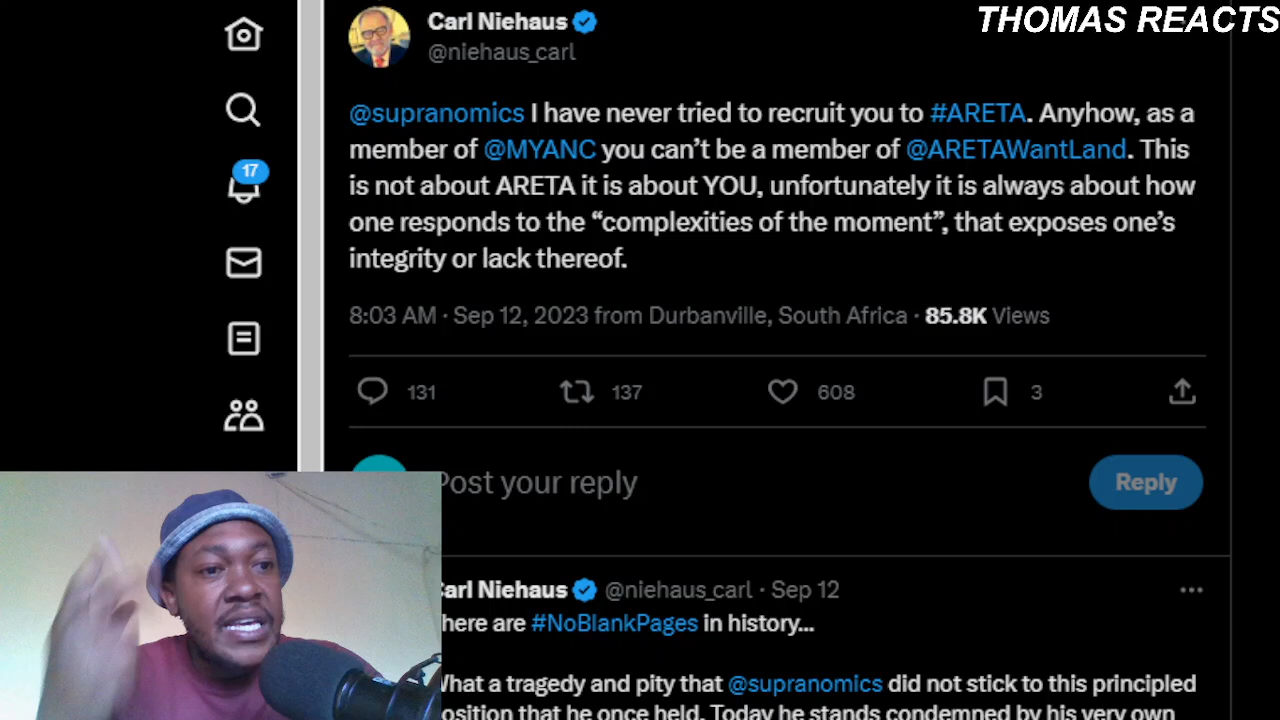 THOMAS REACTS
Carl Niehaus
@niehaus_carl
@supranomics I have never tried to recruit you to #ARETA. Anyhow, as a
member of @MYANC you can’t be a member of @ARETAWantLand. This
is not about ARETA it is about YOU, unfortunately it is always about how
one responds to the “complexities of the moment”, that exposes one’s
integrity or lack thereof.
17
8:03 AM · Sep 12, 2023 from Durbanville, South Africa · 85.8K Views
131 137 608 3
Post your reply
Reply
Carl Niehaus @niehaus_carl · Sep 12
here are #NoBlankPages in history...
What a tragedy and pity that @supranomics did not stick to this principled
osition that he once held. Today he stands condemned by his very own